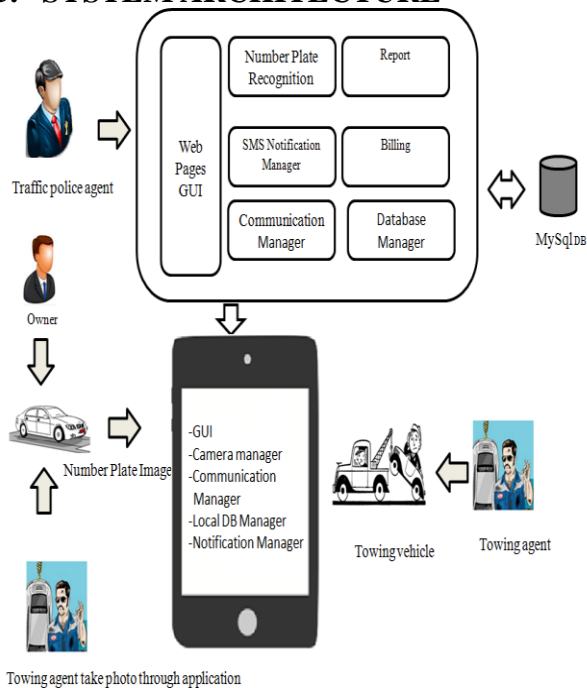 SYSTEM ARCHITECTURE
Traffic police agent
Web
Pages
GUI
Number Plate
Recognition
Report
SMS Notification
Manager
Billing
Communication
Manager
Database
Manager
MySql DB
Owner
Number Plate Image
-GUI
-Camera manager
-Communication
Manager
-Local DB Manager
-Notification Manager
Towing vehicle
Towing agent
Towing agent take photo through application